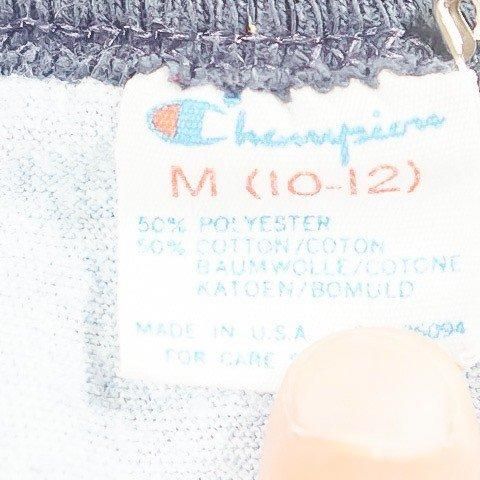 Champion
M (10-12)
50% POLYESTER
50% COTTON/COTON
BAUMWOLLE/COTONE
KATOEN/BOMULD
MADE IN U.S.A.
FOR CARE